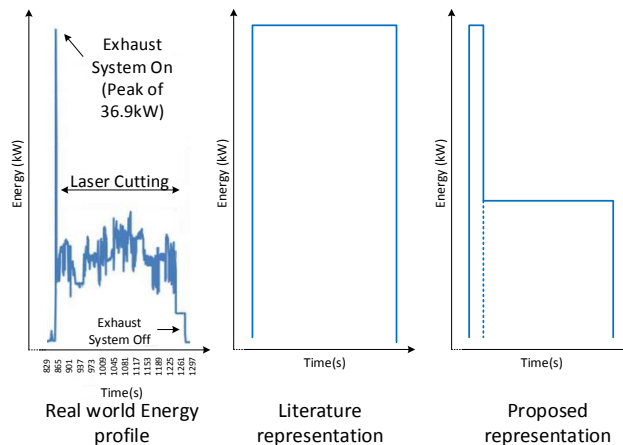 Exhaust
System On
(Peak of
36.9kW)
Energy (kW)
Laser Cutting
Exhaust
System Off
829
865
901
937
973
1009
1045
1081
1117
1153
1189
1225
1261
1297
Time(s)
Real world Energy
profile
Energy (kW)
Time(s)
Literature
representation
Energy (kW)
Time(s)
Proposed
representation